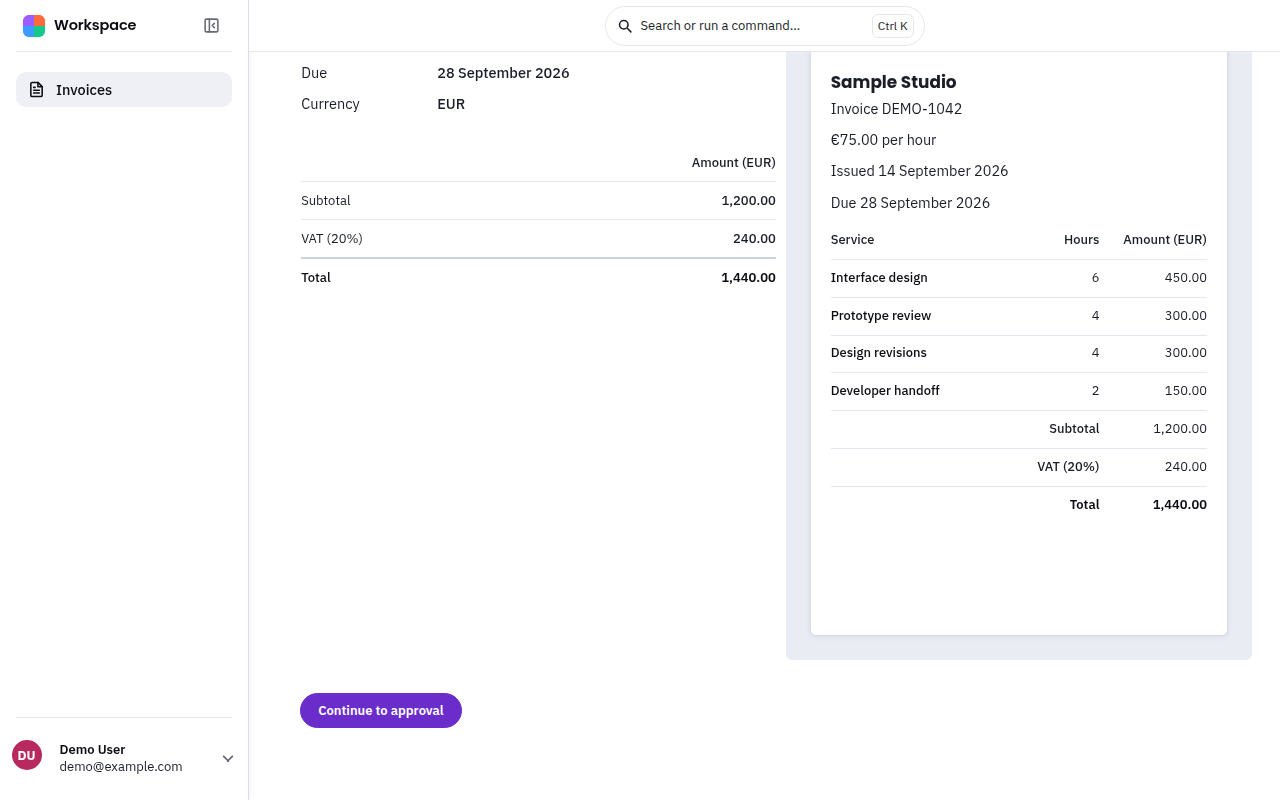 Workspace
Search or run a command...
Ctrl K
Invoices
Due 28 September 2026
Currency EUR
Amount (EUR)
Subtotal 1,200.00
VAT (20%) 240.00
Total 1,440.00
Sample Studio
Invoice DEMO-1042
€75.00 per hour
Issued 14 September 2026
Due 28 September 2026
Service Hours Amount (EUR)
Interface design 6 450.00
Prototype review 4 300.00
Design revisions 4 300.00
Developer handoff 2 150.00
Subtotal 1,200.00
VAT (20%) 240.00
Total 1,440.00
Continue to approval
DU
Demo User
demo@example.com